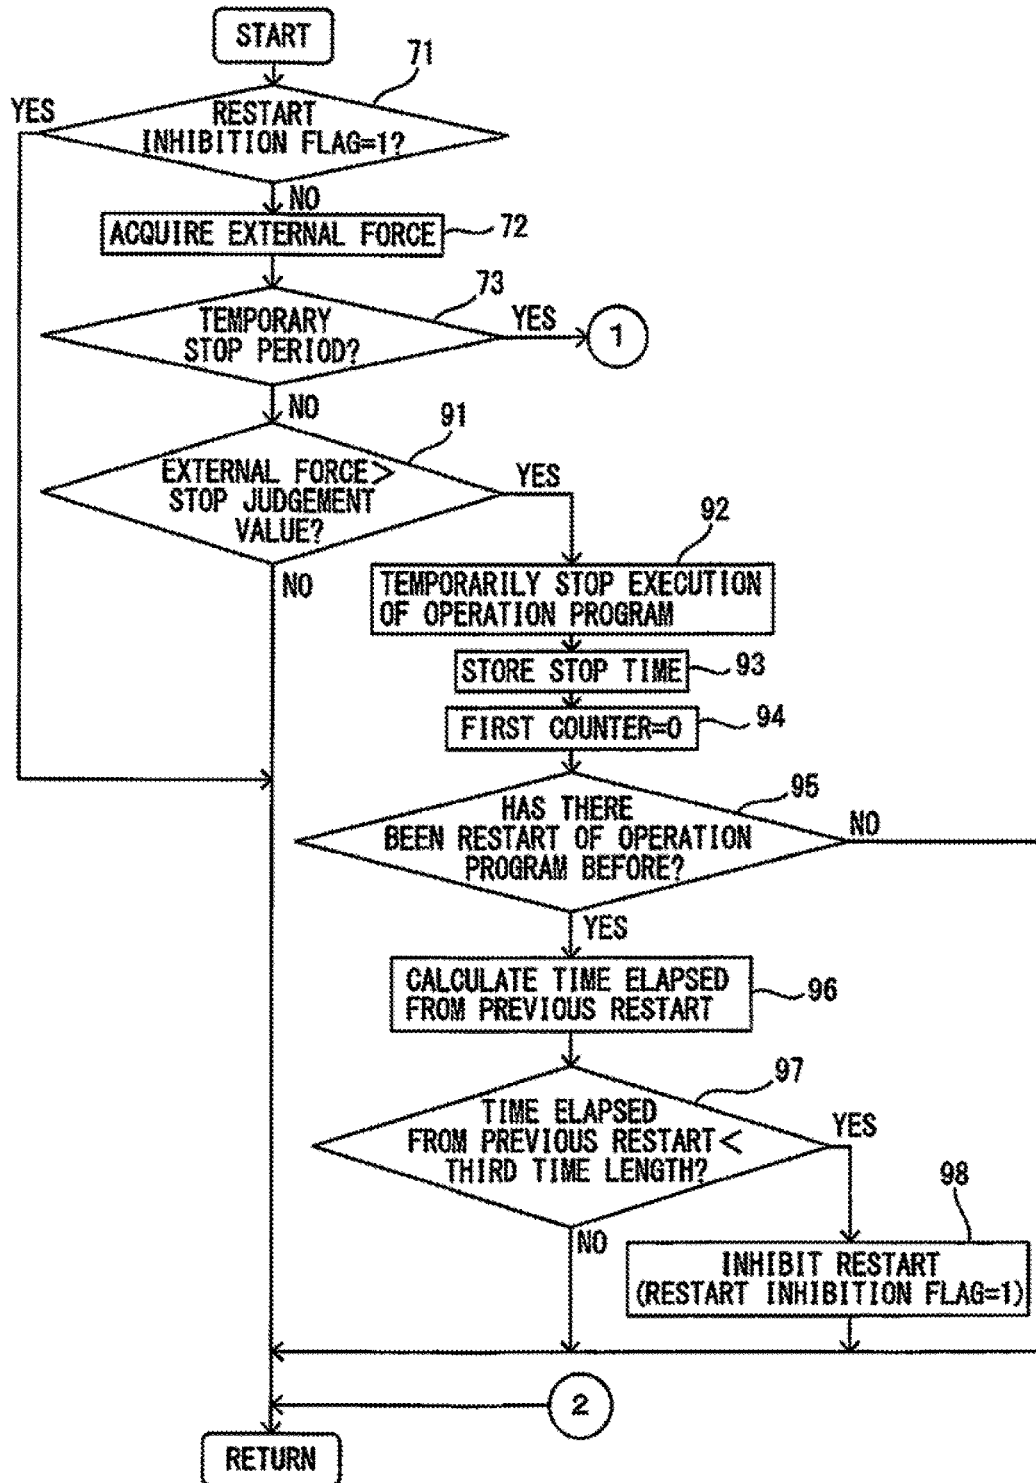 START
71
YES
RESTART
INHIBITION FLAG=1?
NO
ACQUIRE EXTERNAL FORCE
72
73
TEMPORARY
STOP PERIOD?
YES
1
NO
91
EXTERNAL FORCE>
STOP JUDGEMENT
VALUE?
YES
NO
92
TEMPORARILY STOP EXECUTION
OF OPERATION PROGRAM
STORE STOP TIME
93
FIRST COUNTER=0
94
95
HAS THERE
BEEN RESTART OF OPERATION
PROGRAM BEFORE?
NO
YES
CALCULATE TIME ELAPSED
FROM PREVIOUS RESTART
96
97
TIME ELAPSED
FROM PREVIOUS RESTART<
THIRD TIME LENGTH?
YES
NO
98
INHIBIT RESTART
(RESTART INHIBITION FLAG=1)
2
RETURN